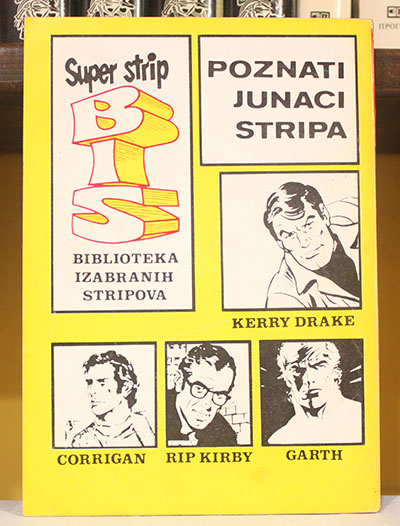 Super strip
BIS
BIBLIOTEKA
IZABRANIH
STRIPOVA
POZNATI
JUNACI
STRIPA
KERRY DRAKE
CORRIGAN
RIP KIRBY
GARTH